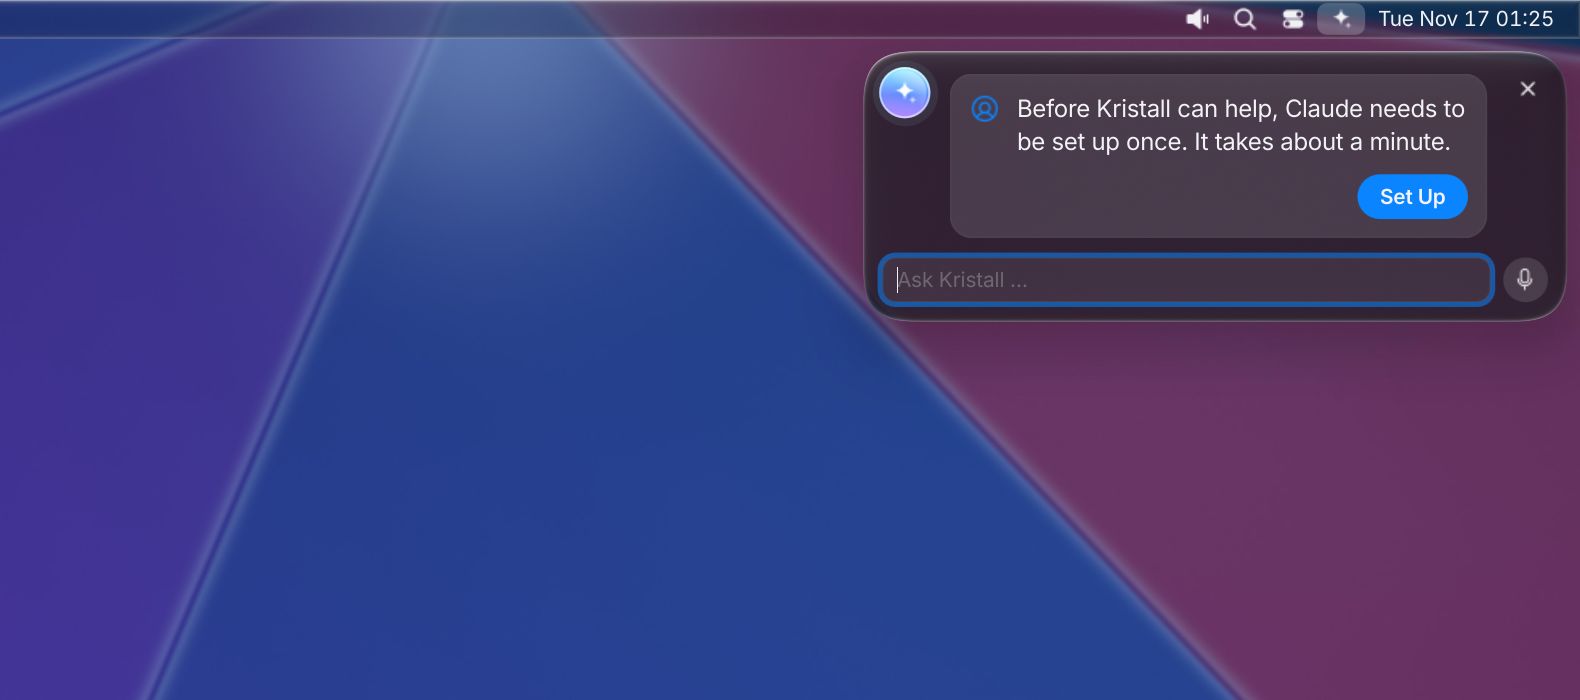 Tue Nov 17 01:25
Before Kristall can help, Claude needs to
be set up once. It takes about a minute.
Set Up
Ask Kristall ...